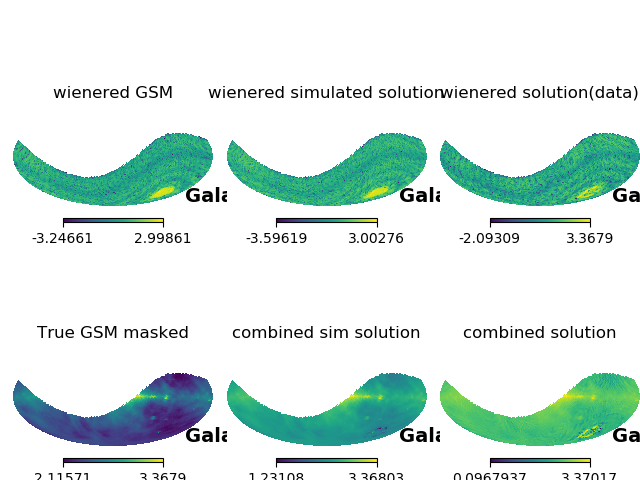 wienered GSM
wienered simulated solution
wienered solution(data)
Gala
Gala
Ga
-3.24661 2.99861
-3.59619 3.00276
-2.09309 3.3679
True GSM masked
combined sim solution
combined solution
Gala
Gala
Ga
2.11571 3.3679
1.23108 3.36803
0.0967937 3.37017